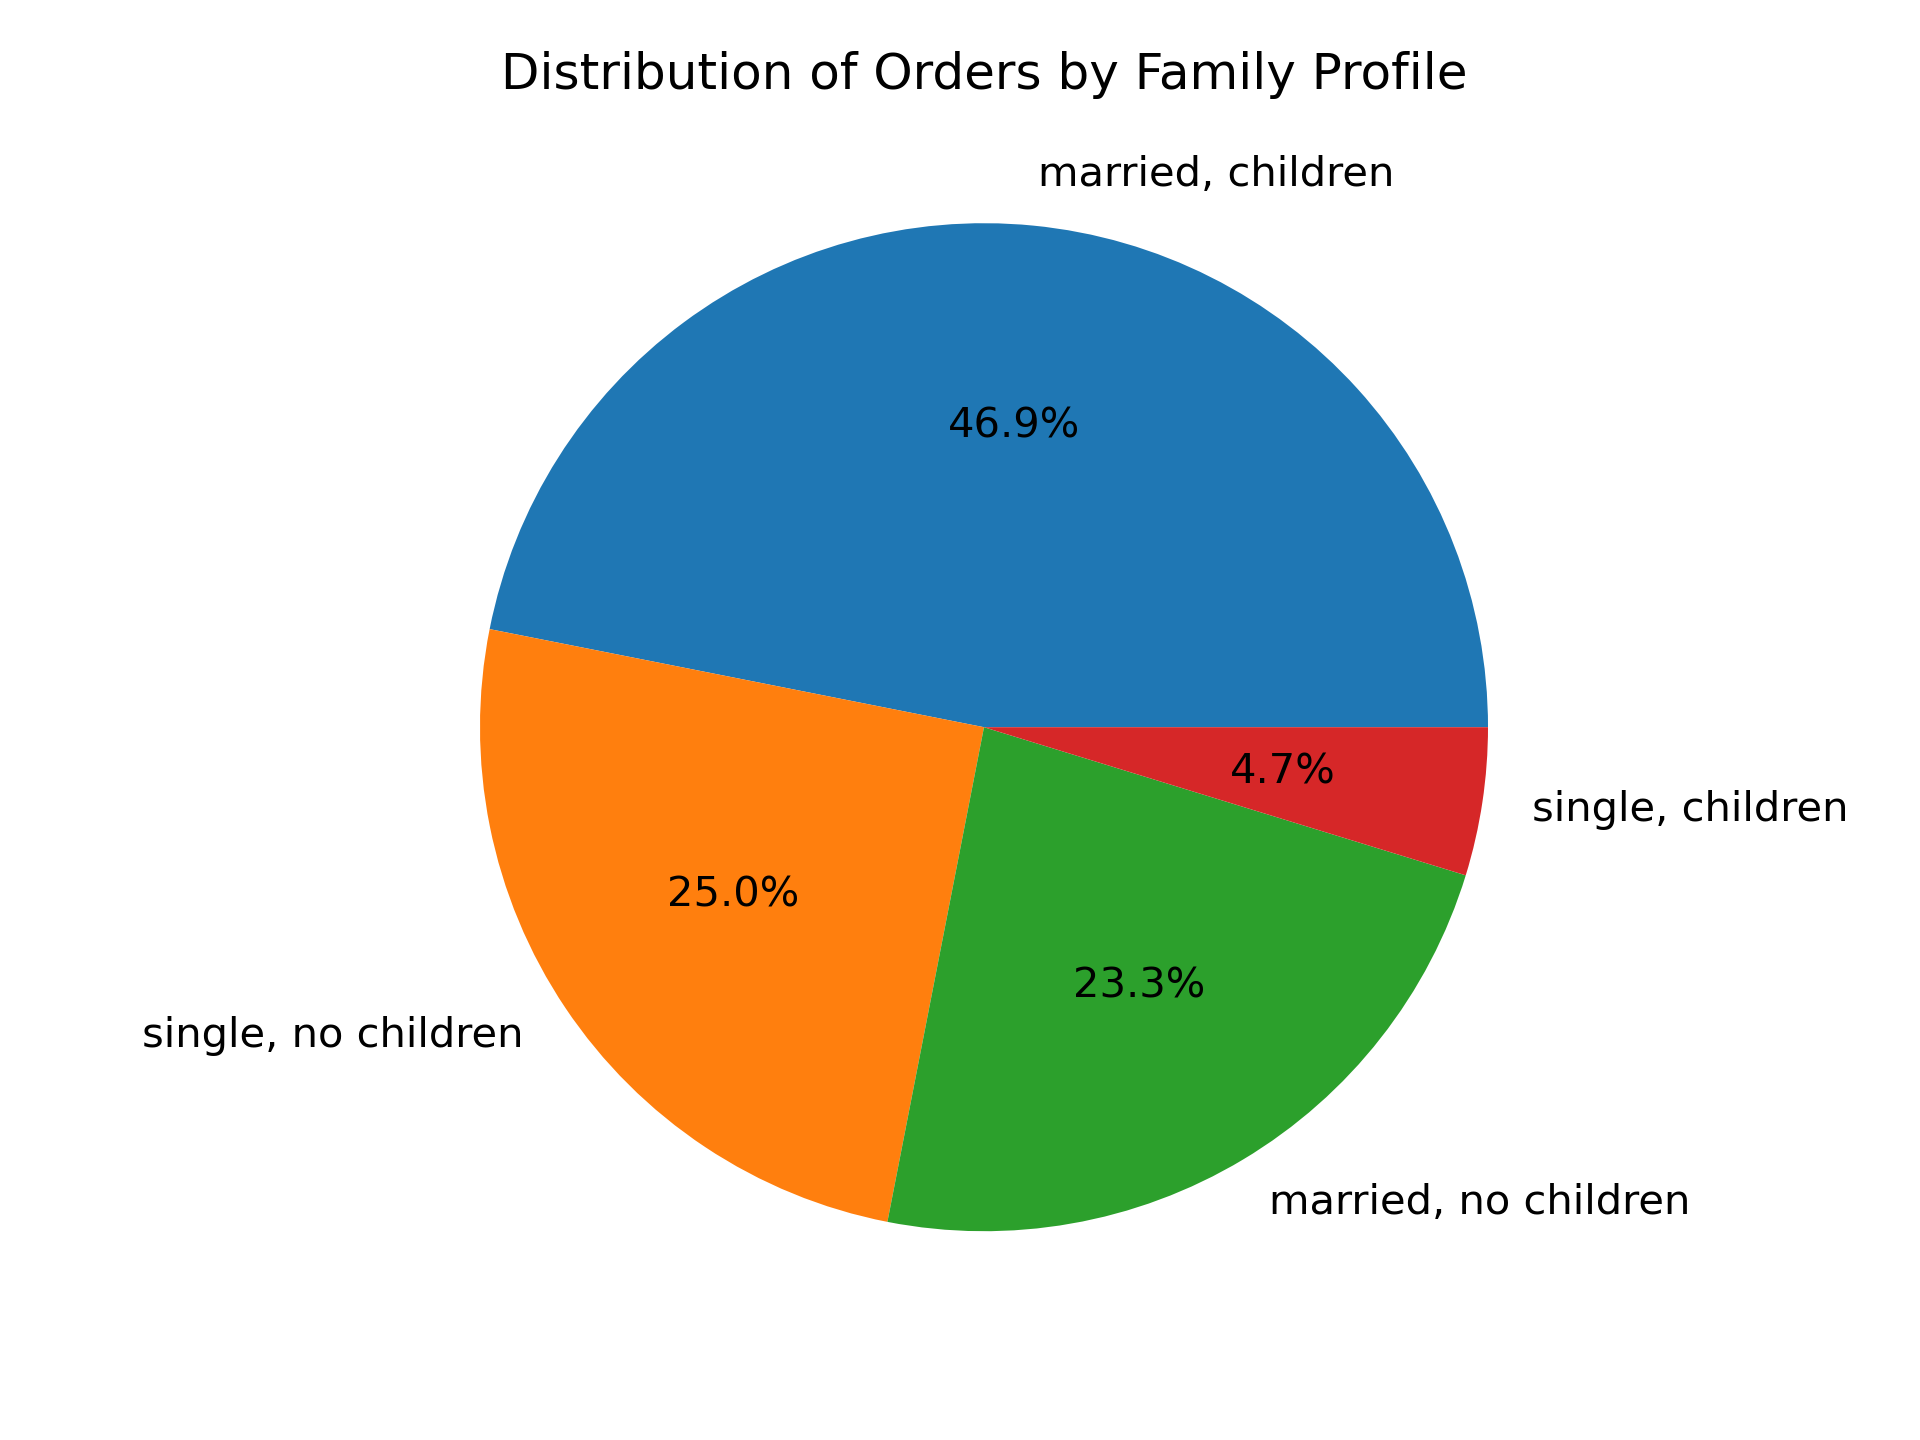 Distribution of Orders by Family Profile
married, children
46.9%
4.7%
single, children
25.0%
23.3%
single, no children
married, no children